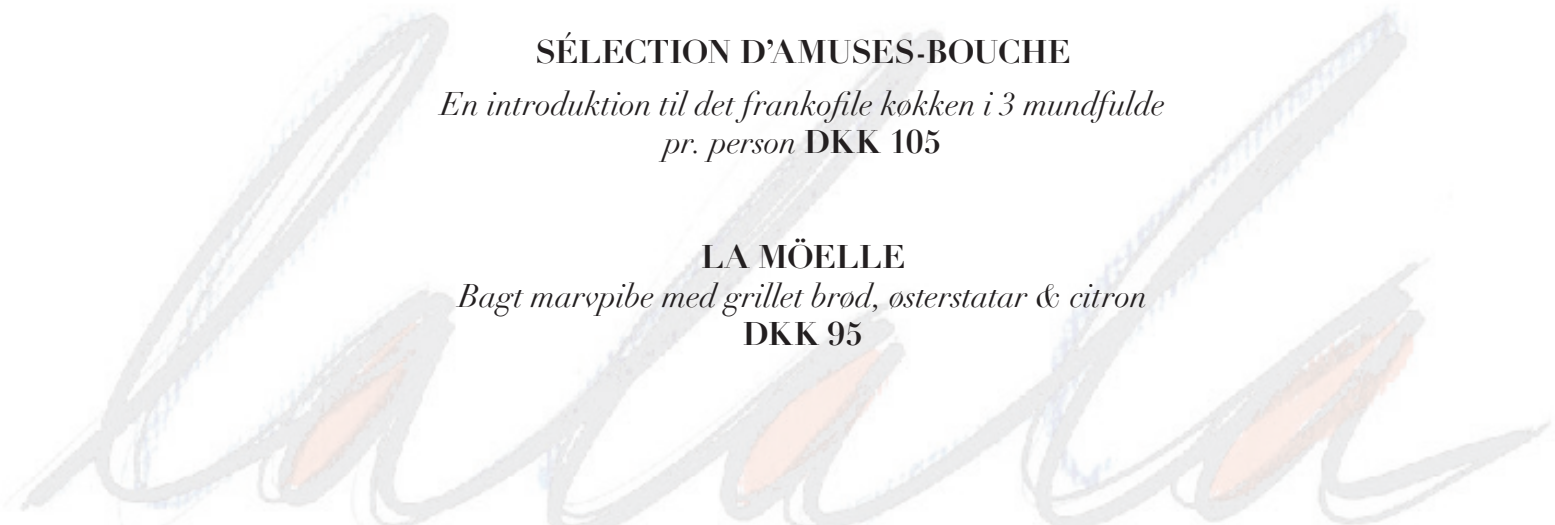 SÉLECTION D'AMUSES-BOUCHE
En introduktion til det frankofile køkken i 3 mundfulde
pr. person DKK 105
LA MÖELLE
Bagt marvpibe med grillet brød, østerstatar & citron
DKK 95
lalala